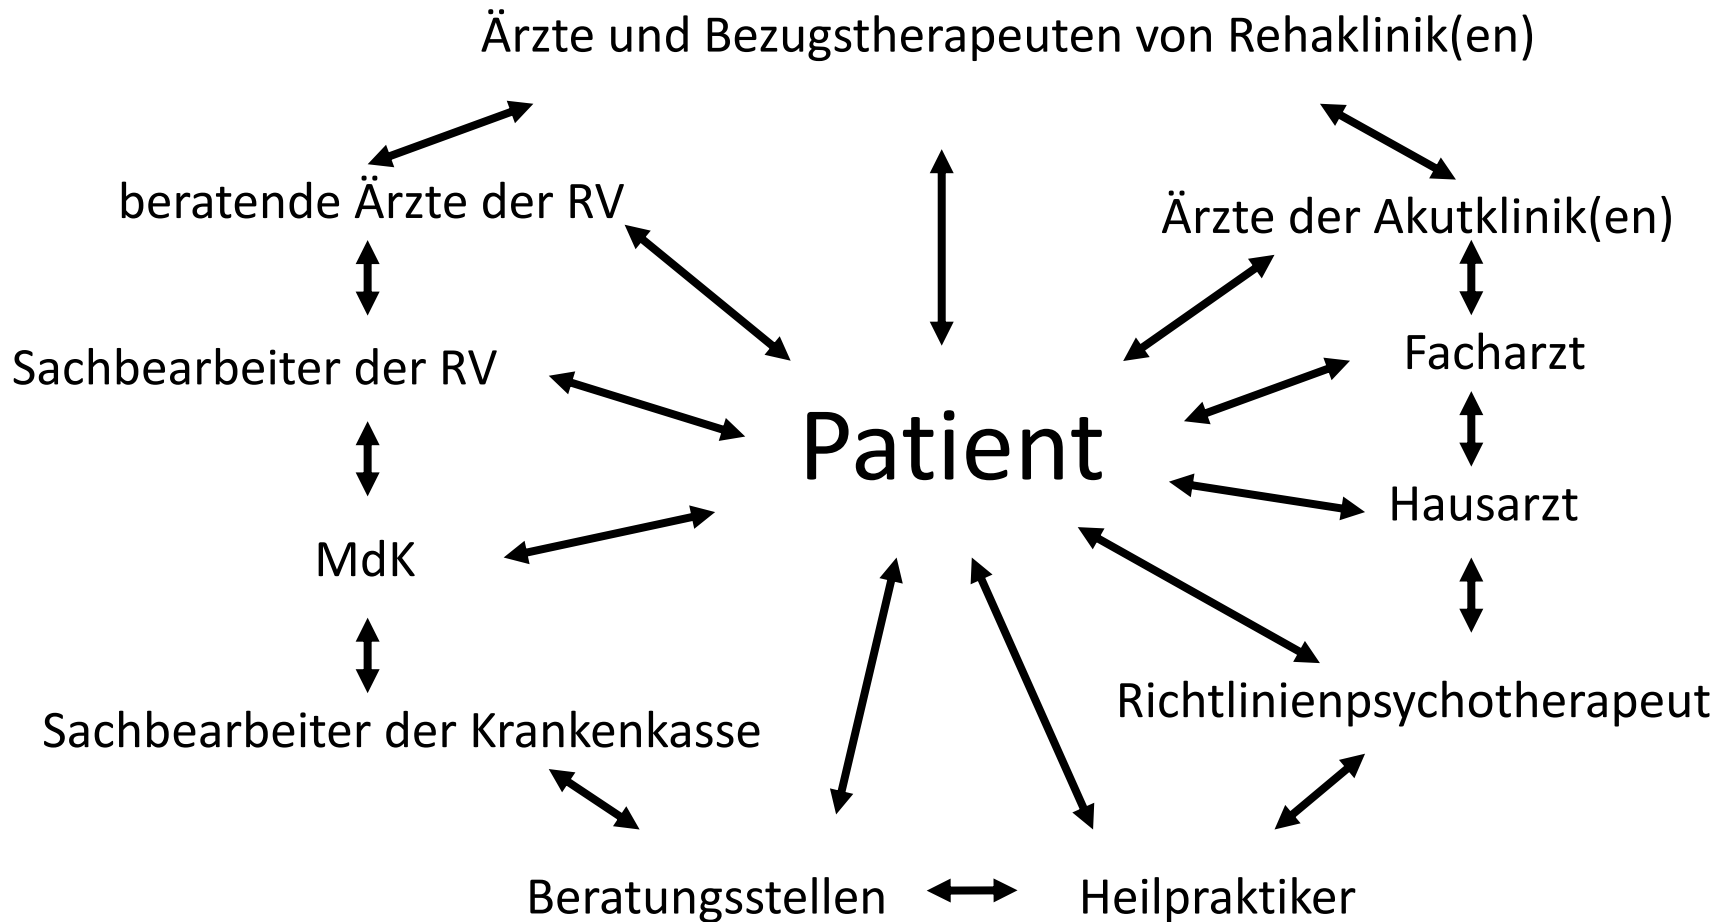 Ärzte und Bezugstherapeuten von Rehaklinik(en)
beratende Ärzte der RV
Ärzte der Akutklinik(en)
Sachbearbeiter der RV
Facharzt
Patient
Hausarzt
MdK
Richtlinienpsychotherapeut
Sachbearbeiter der Krankenkasse
Beratungsstellen
Heilpraktiker